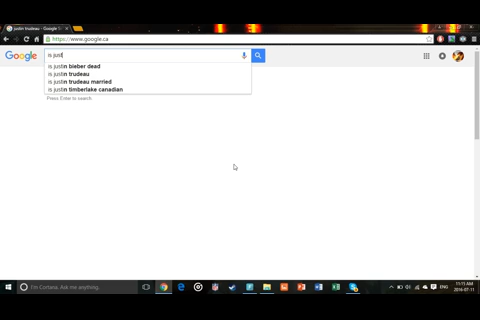 justin trudeau - Google S
https://www.google.ca
Google
is just
is justin bieber dead
is justin trudeau
is justin trudeau married
is justin timberlake canadian
Press Enter to search.
I'm Cortana. Ask me anything.
ENG
11:15 AM
2016-07-11